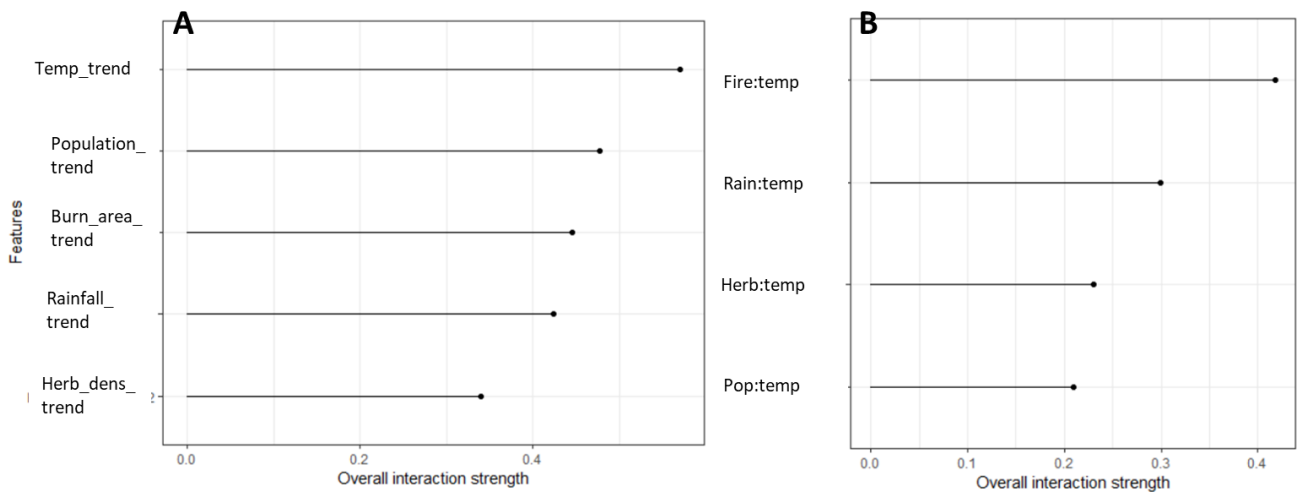 A
Temp_trend
Population_
trend
Burn_area_
trend
Rainfall_
trend
Herb_dens_
trend
Features
0.0 0.2 0.4
Overall interaction strength
B
Fire:temp
Rain:temp
Herb:temp
Pop:temp
0.0 0.1 0.2 0.3 0.4
Overall interaction strength